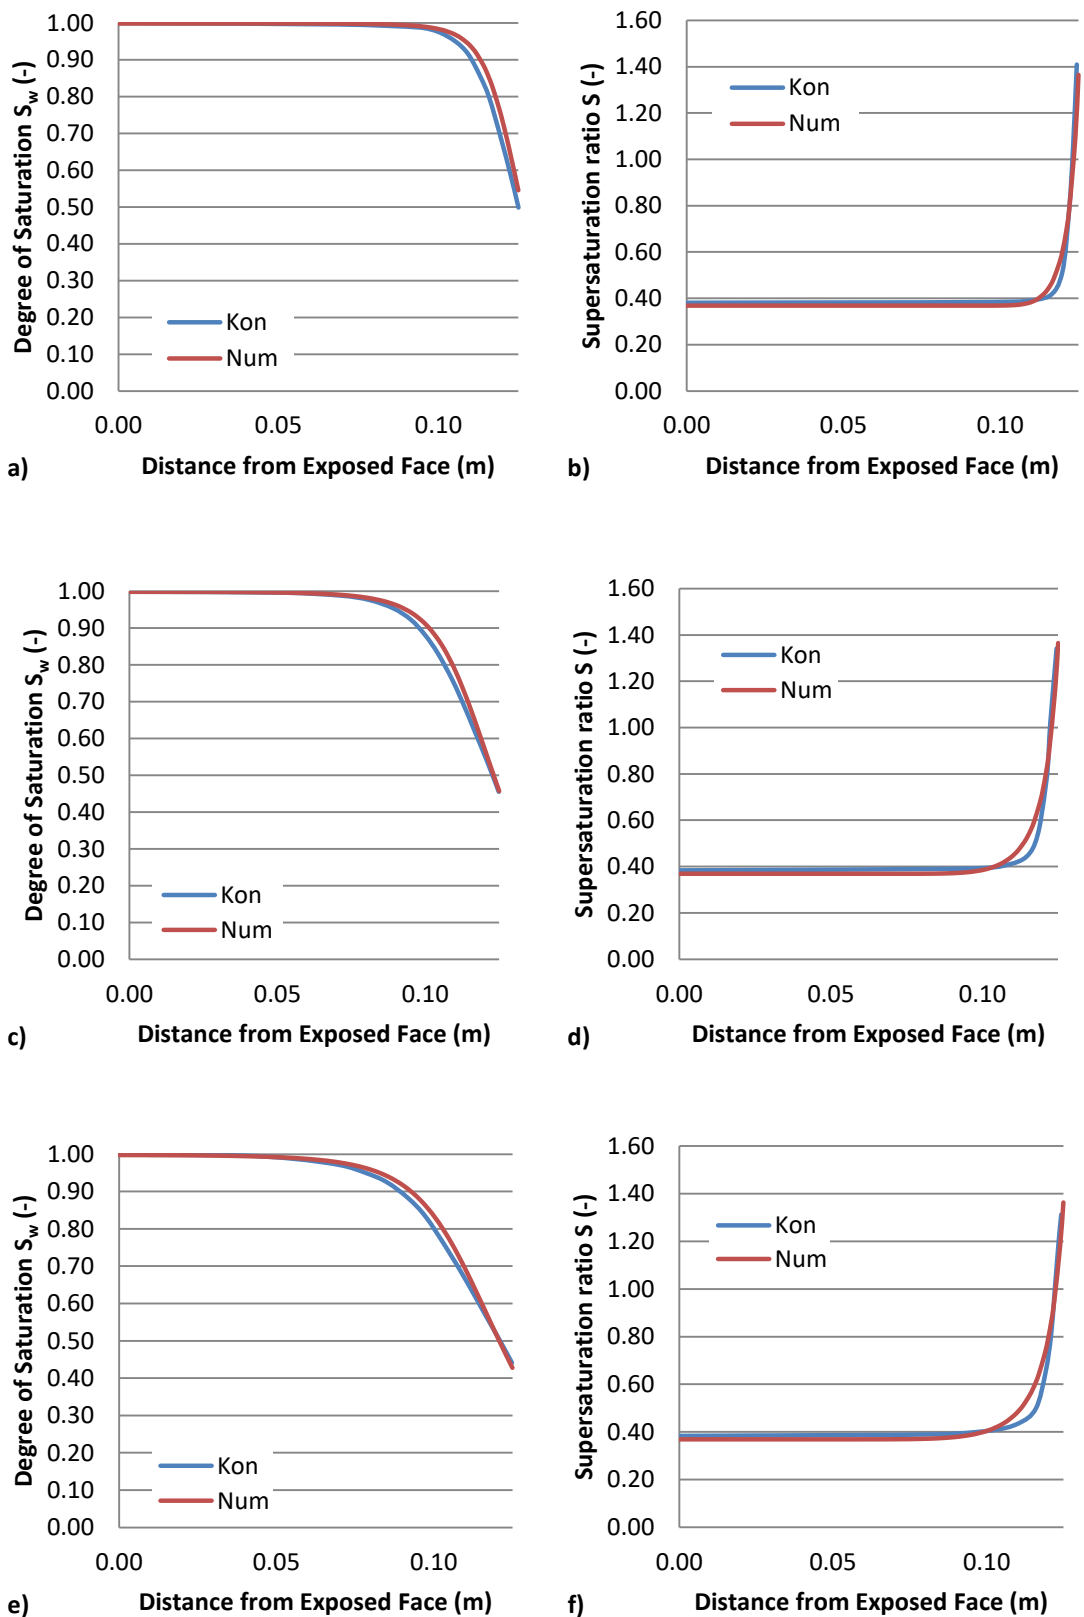 1.00
0.90
0.80
0.70
0.60
0.50
0.40
0.30
0.20
0.10
0.00
Degree of Saturation Sw (-)
Kon
Num
0.00 0.05 0.10
Distance from Exposed Face (m)
a)
1.60
1.40
1.20
1.00
0.80
0.60
0.40
0.20
0.00
Supersaturation ratio S (-)
Kon
Num
0.00 0.05 0.10
Distance from Exposed Face (m)
b)
1.00
0.90
0.80
0.70
0.60
0.50
0.40
0.30
0.20
0.10
0.00
Degree of Saturation Sw (-)
Kon
Num
0.00 0.05 0.10
Distance from Exposed Face (m)
c)
1.60
1.40
1.20
1.00
0.80
0.60
0.40
0.20
0.00
Supersaturation ratio S (-)
Kon
Num
0.00 0.05 0.10
Distance from Exposed Face (m)
d)
1.00
0.90
0.80
0.70
0.60
0.50
0.40
0.30
0.20
0.10
0.00
Degree of Saturation Sw (-)
Kon
Num
0.00 0.05 0.10
Distance from Exposed Face (m)
e)
1.60
1.40
1.20
1.00
0.80
0.60
0.40
0.20
0.00
Supersaturation ratio S (-)
Kon
Num
0.00 0.05 0.10
Distance from Exposed Face (m)
f)